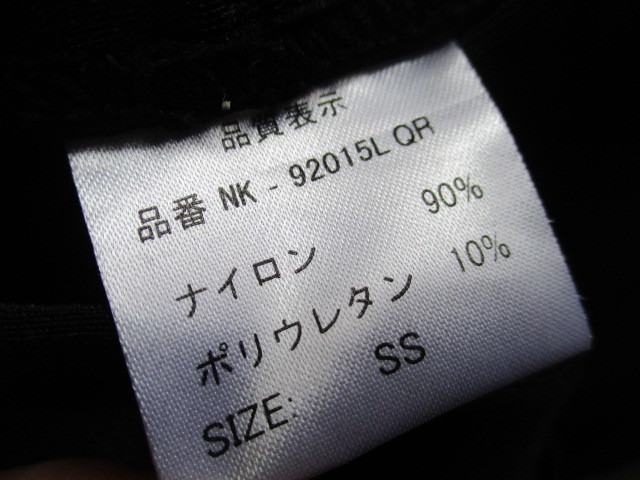 品質表示
品番 NK - 92015L QR
ナイロン 90%
ポリウレタン 10%
SIZE: SS